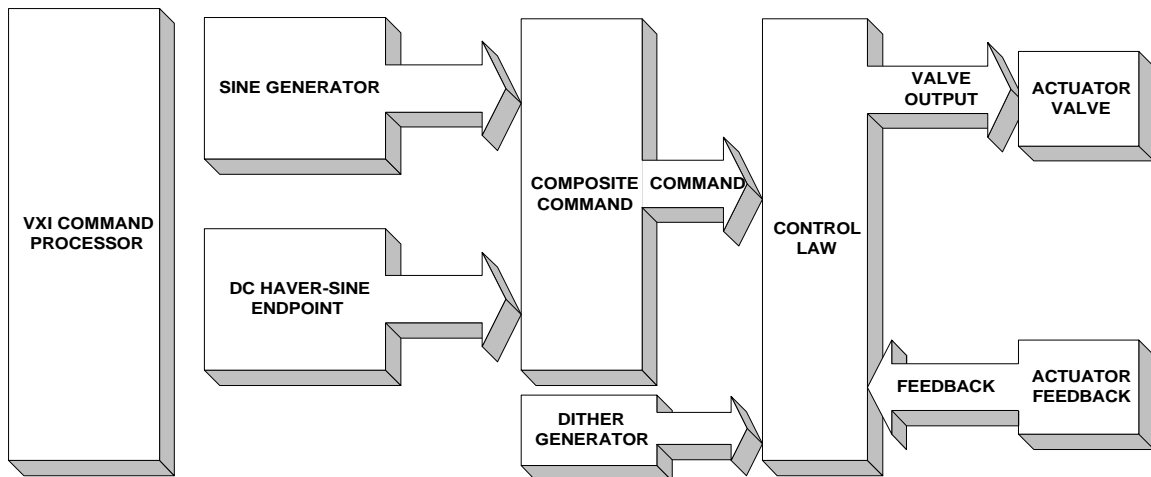 VXI COMMAND
PROCESSOR
SINE GENERATOR
DC HAVER-SINE
ENDPOINT
COMPOSITE
COMMAND
COMMAND
DITHER
GENERATOR
CONTROL
LAW
VALVE
OUTPUT
ACTUATOR
VALVE
FEEDBACK
ACTUATOR
FEEDBACK